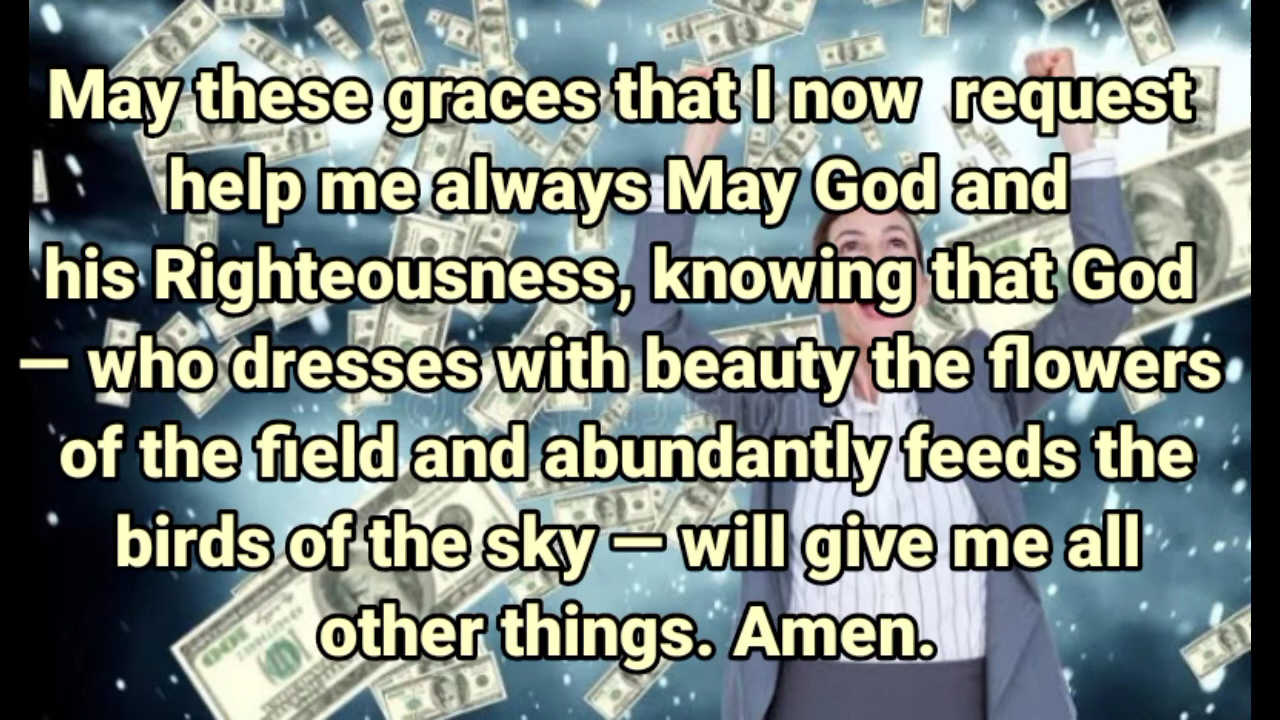 May these graces that I now request
help me always May God and
his Righteousness, knowing that God
— who dresses with beauty the flowers
of the field and abundantly feeds the
birds of the sky — will give me all
other things. Amen.